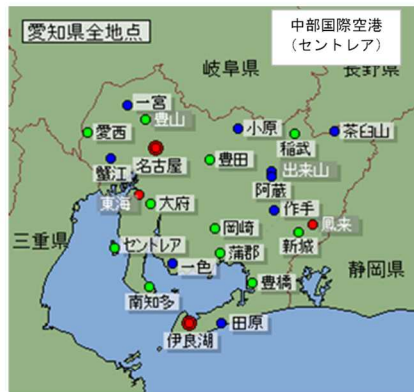 愛知県全地点
中部国際空港
(セントレア)
岐阜県
長野県
一宮
豊山
愛西
小原
稲武
茶臼山
名古屋
蟹江
豊田
出来山
阿蔵
東海
大府
作手
鳳来
岡崎
新城
三重県
セントレア
蒲郡
静岡県
一色
豊橋
南知多
伊良湖
田原